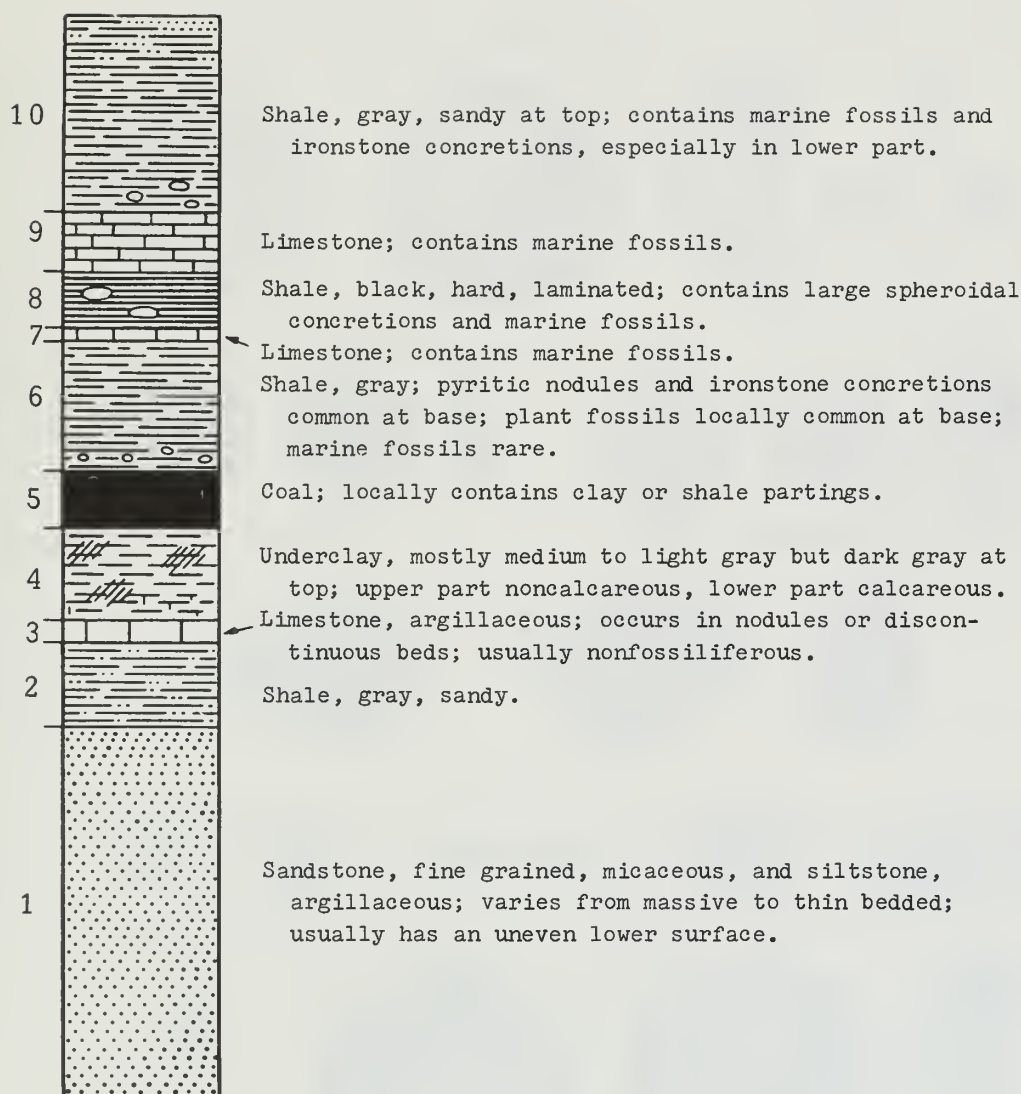 10
Shale, gray, sandy at top; contains marine fossils and
ironstone concretions, especially in lower part.
9
Limestone; contains marine fossils.
8
Shale, black, hard, laminated; contains large spheroidal
concretions and marine fossils.
7
Limestone; contains marine fossils.
6
Shale, gray; pyritic nodules and ironstone concretions
common at base; plant fossils locally common at base;
marine fossils rare.
5
Coal; locally contains clay or shale partings.
4
Underclay, mostly medium to light gray but dark gray at
top; upper part noncalcareous, lower part calcareous.
3
Limestone, argillaceous; occurs in nodules or discon-
tinuous beds; usually nonfossiliferous.
2
Shale, gray, sandy.
1
Sandstone, fine grained, micaceous, and siltstone,
argillaceous; varies from massive to thin bedded;
usually has an uneven lower surface.